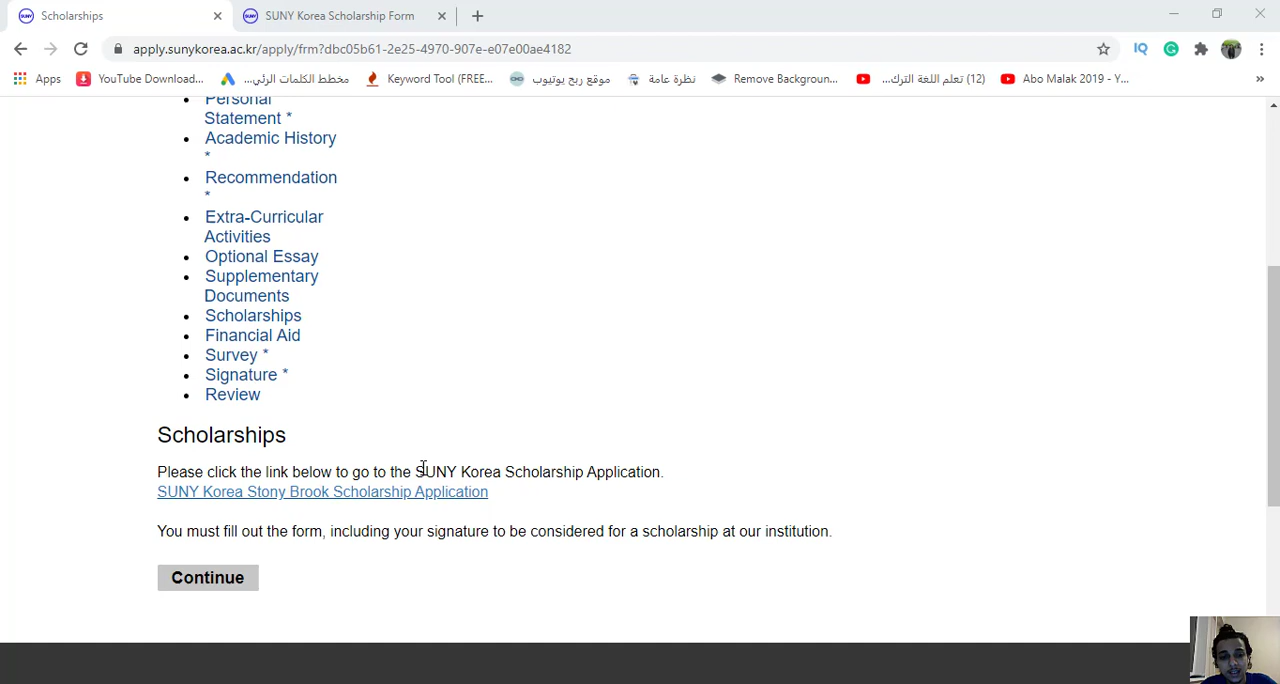 Scholarships
SUNY Korea Scholarship Form
apply.sunykorea.ac.kr/apply/frm?dbc05b61-2e25-4970-907e-e07e00ae4182
Apps YouTube Download... مخطط الكلمات الرئي... Keyword Tool (FREE... موقع ربح يوتيوب نظرة عامة Remove Backgroun... (12) تعلم اللغة الترك... Abo Malak 2019 - Y... »
Personal
Statement *
Academic History
*
Recommendation
*
Extra-Curricular
Activities
Optional Essay
Supplementary
Documents
Scholarships
Financial Aid
Survey *
Signature *
Review
Scholarships
Please click the link below to go to the SUNY Korea Scholarship Application.
SUNY Korea Stony Brook Scholarship Application
You must fill out the form, including your signature to be considered for a scholarship at our institution.
Continue